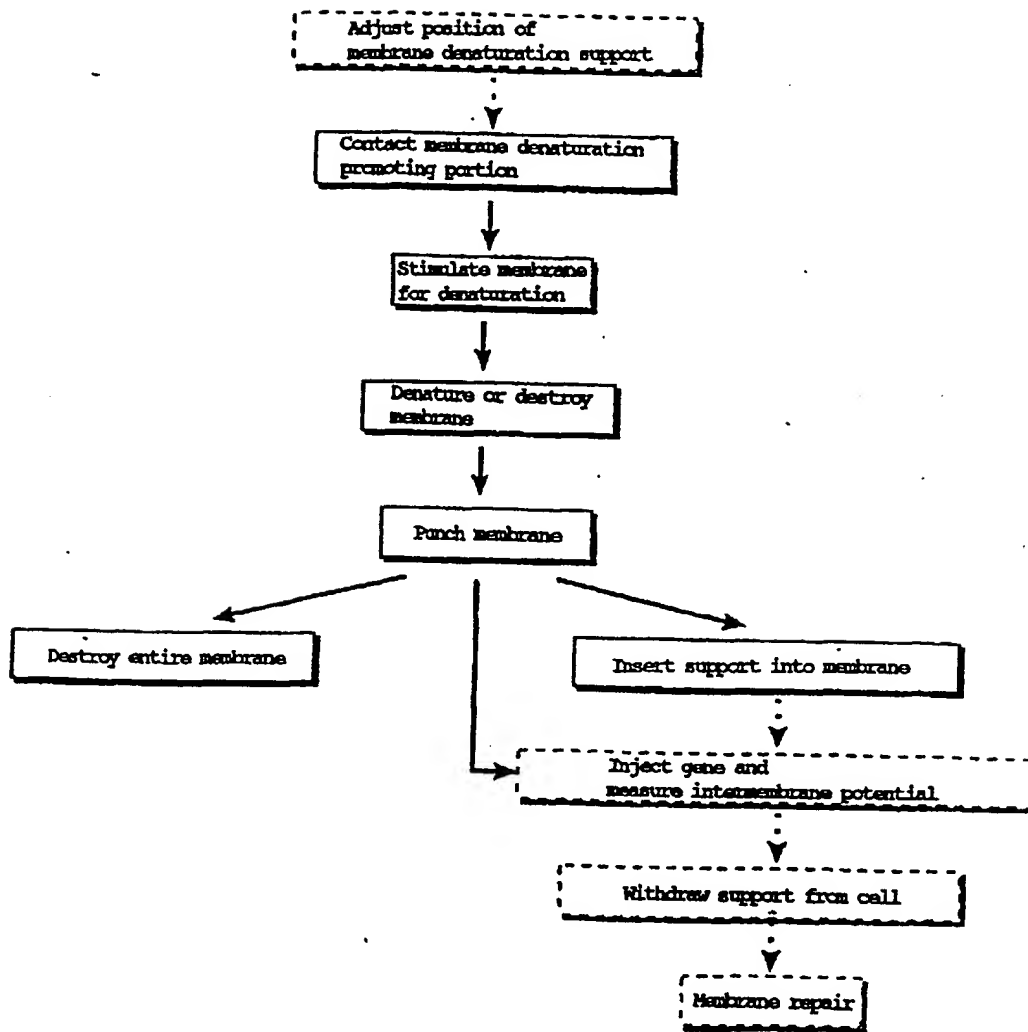 Adjust position of
membrane denaturation support
Contact membrane denaturation
promoting portion
Stimulate membrane
for denaturation
Denature or destroy
membrane
Punch membrane
Destroy entire membrane
Insert support into membrane
Inject gene and
measure intermembrane potential
Withdraw support from cell
Membrane repair